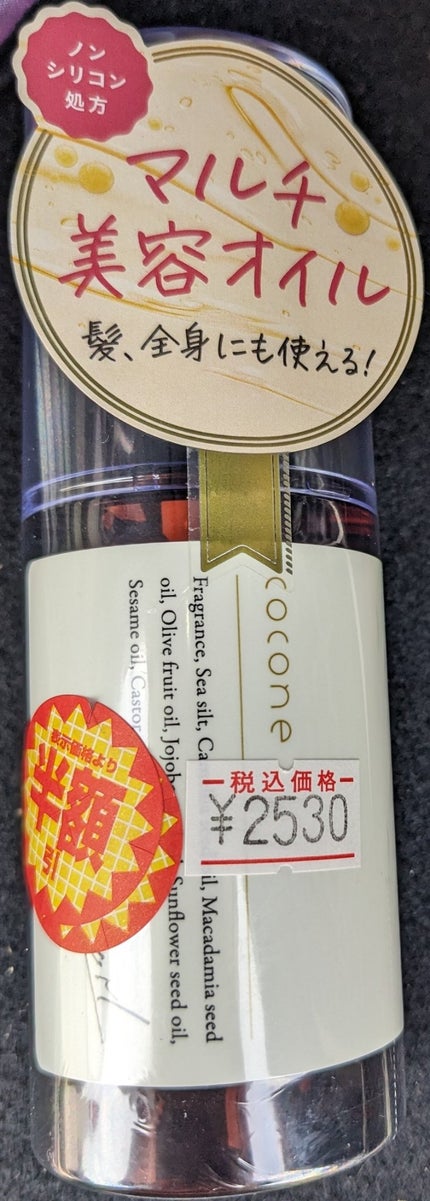 ノン
シリコン
処方
マルチ
美容オイル
髪、全身にも使える!
cocone
Fragrance, Sea silt, Macadamia seed
oil, Olive fruit oil, Sunflower seed oil,
Sesame oil, Castor
税込価格
¥2530
表示価格より
半額
引